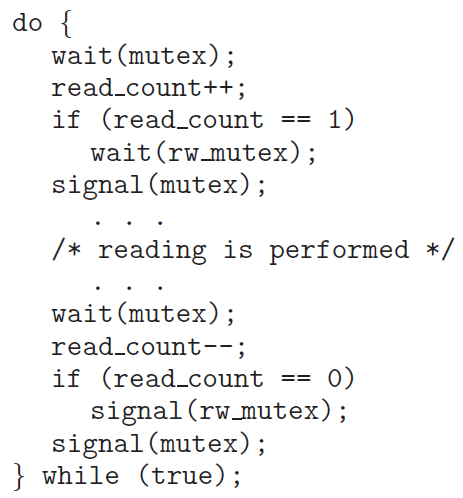 do {
wait(mutex);
read_count++;
if (read_count == 1)
wait(rw_mutex);
signal(mutex);
. . .
/* reading is performed */
. . .
wait(mutex);
read_count--;
if (read_count == 0)
signal(rw_mutex);
signal(mutex);
} while (true);